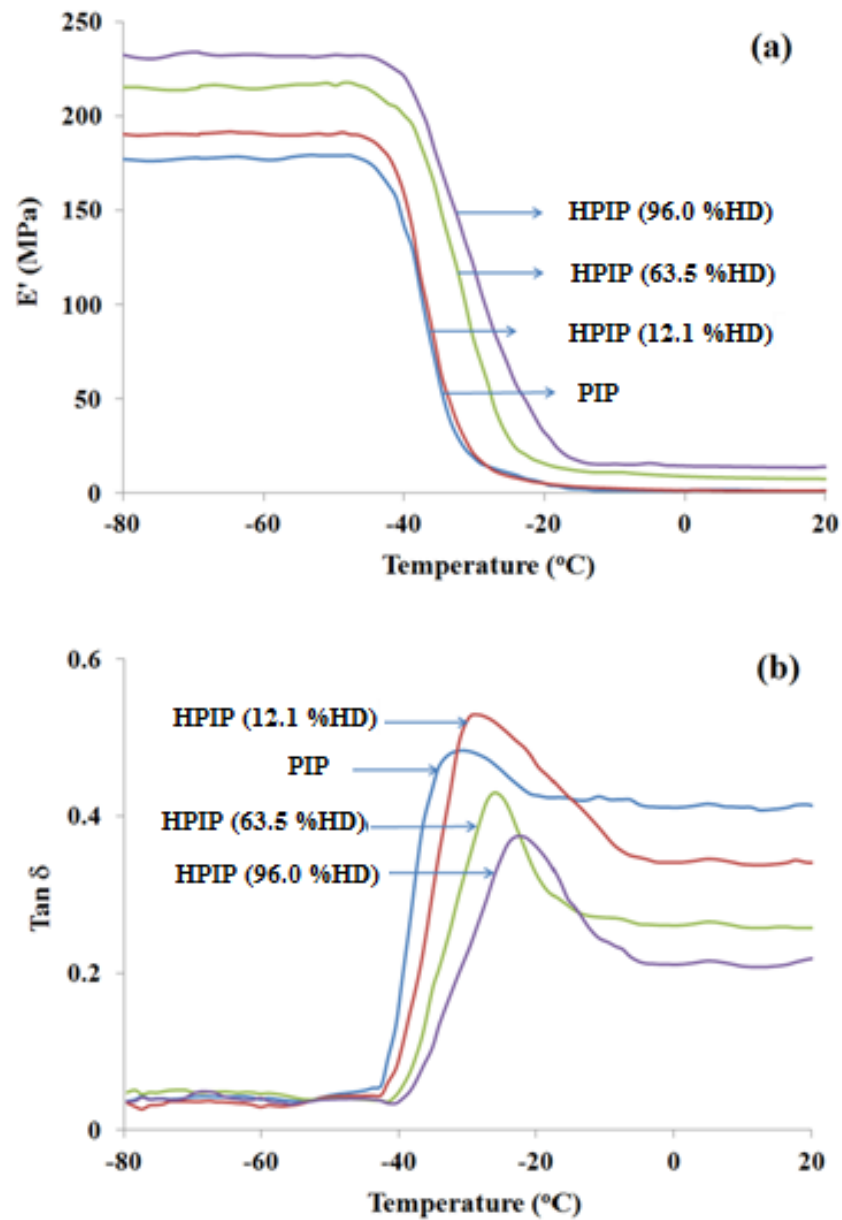 (a)
250
200
150
100
50
0
E' (MPa)
HPIP (96.0 %HD)
HPIP (63.5 %HD)
HPIP (12.1 %HD)
PIP
-80 -60 -40 -20 0 20
Temperature (°C)
(b)
0.6
0.4
0.2
0
Tan δ
HPIP (12.1 %HD)
PIP
HPIP (63.5 %HD)
HPIP (96.0 %HD)
-80 -60 -40 -20 0 20
Temperature (°C)